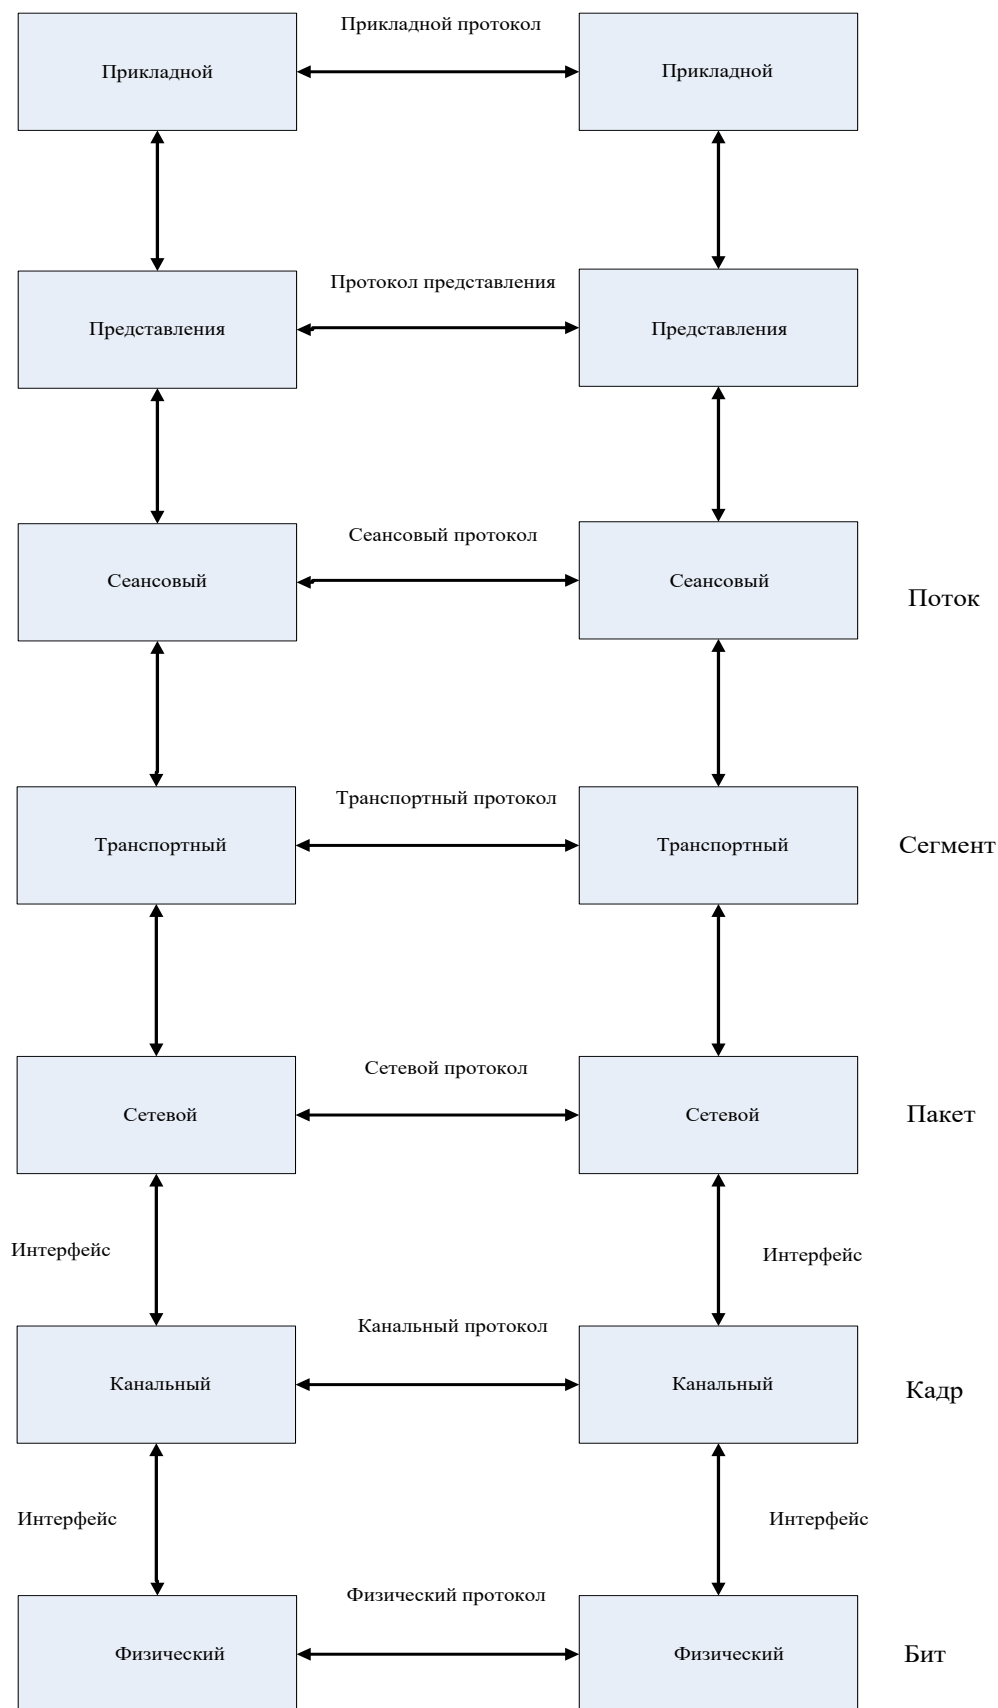 Прикладной протокол
Прикладной
Прикладной
Протокол представления
Представления
Представления
Сеансовый протокол
Сеансовый
Сеансовый
Поток
Транспортный протокол
Транспортный
Транспортный
Сегмент
Сетевой протокол
Сетевой
Сетевой
Пакет
Интерфейс
Интерфейс
Канальный протокол
Канальный
Канальный
Кадр
Интерфейс
Интерфейс
Физический протокол
Физический
Физический
Бит